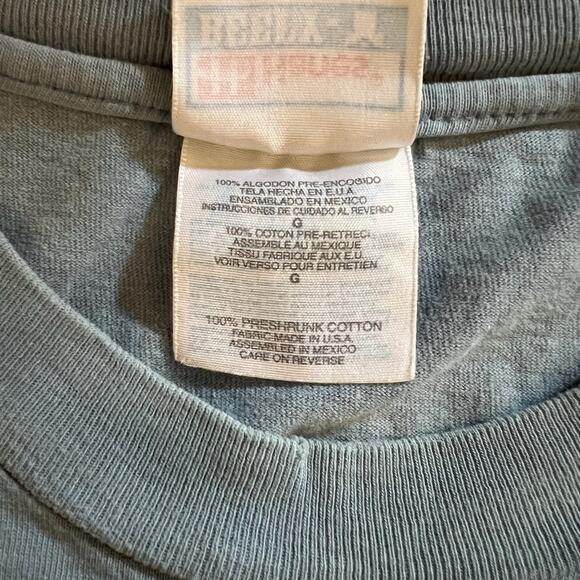 BEEFY-T
100% ALGODON PRE-ENCOGIDO
TELA HECHA EN E.U.A.
ENSAMBLADO EN MEXICO
INSTRUCCIONES DE CUIDADO AL REVERSO
G
100% COTON PRE-RETRECI
ASSEMBLE AU MEXIQUE
TISSU FABRIQUE AUX E.U.
VOIR VERSO POUR ENTRETIEN
G
100% PRESHRUNK COTTON
FABRIC MADE IN U.S.A.
ASSEMBLED IN MEXICO
CARE ON REVERSE